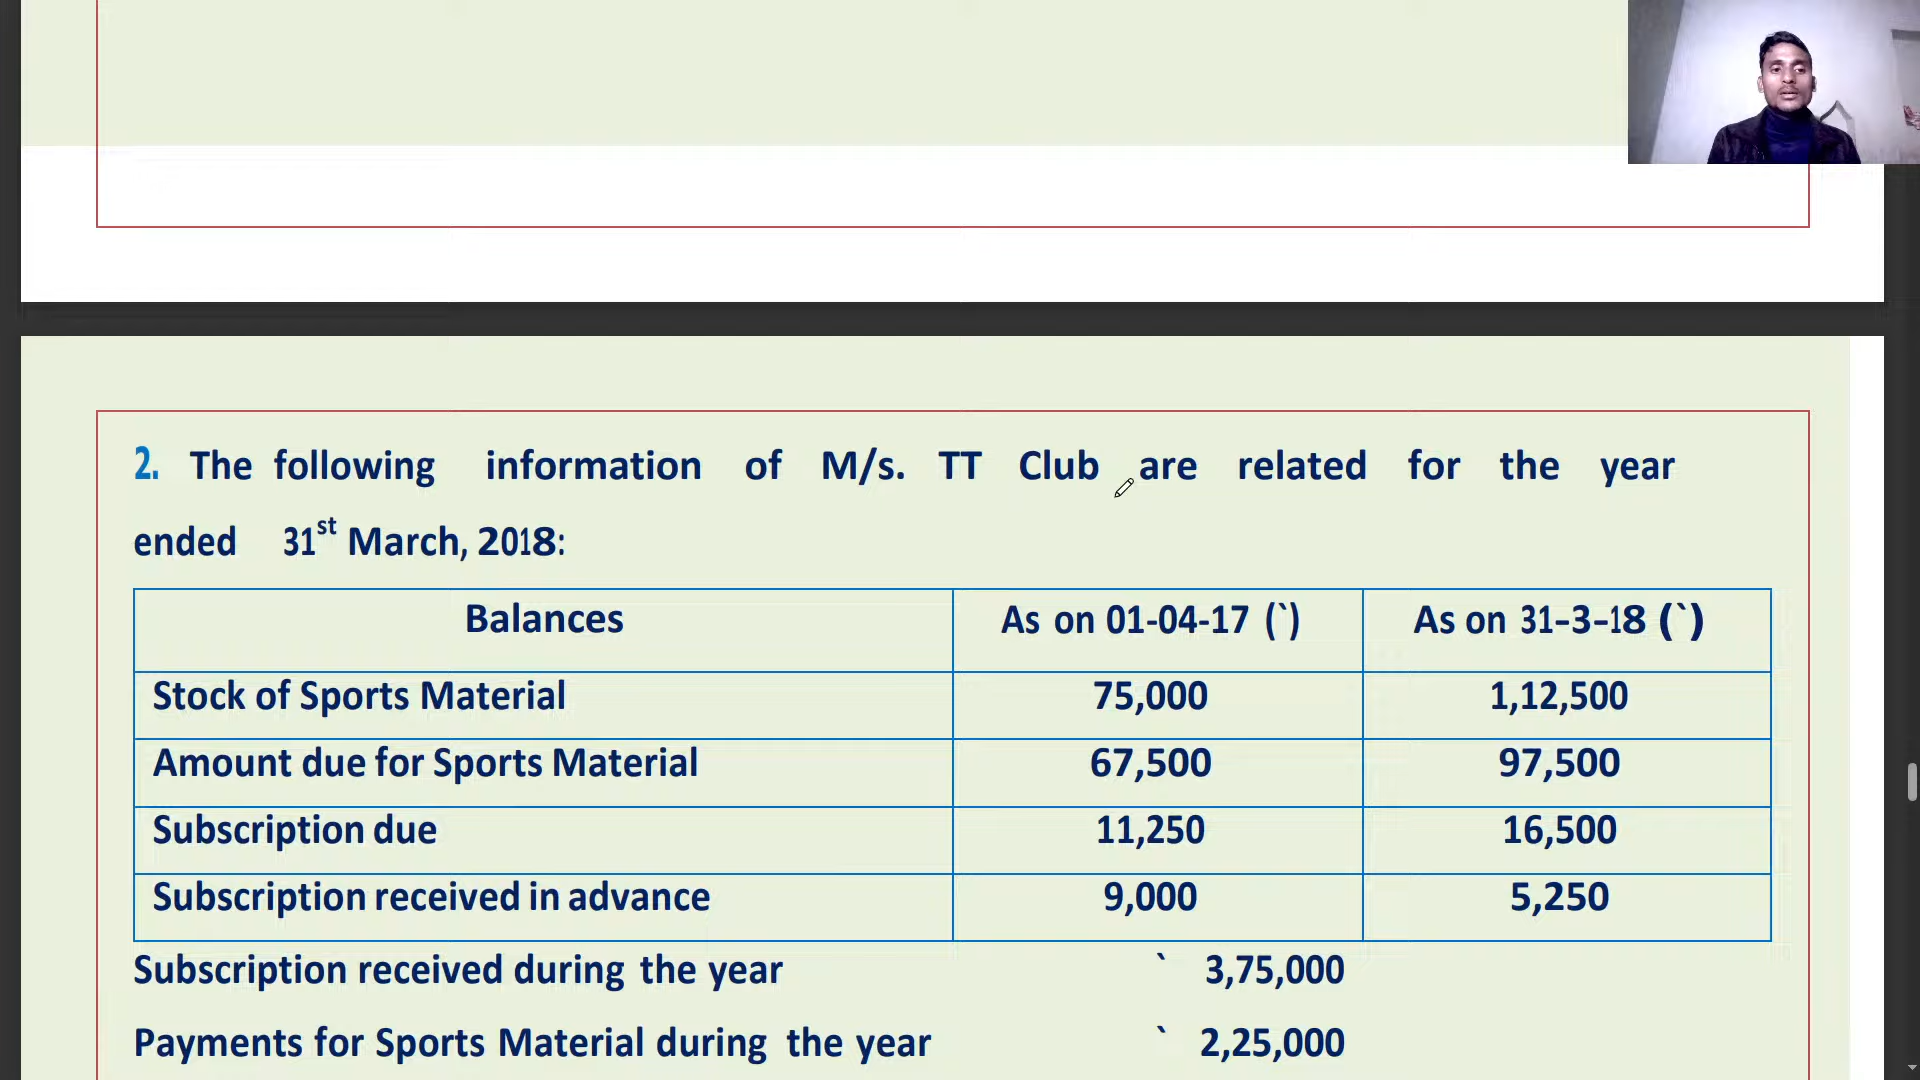 2. The following information of M/s. TT Club are related for the year
ended 31st March, 2018:
Balances As on 01-04-17 (`) As on 31-3-18 (`)
Stock of Sports Material 75,000 1,12,500
Amount due for Sports Material 67,500 97,500
Subscription due 11,250 16,500
Subscription received in advance 9,000 5,250
Subscription received during the year ` 3,75,000
Payments for Sports Material during the year ` 2,25,000